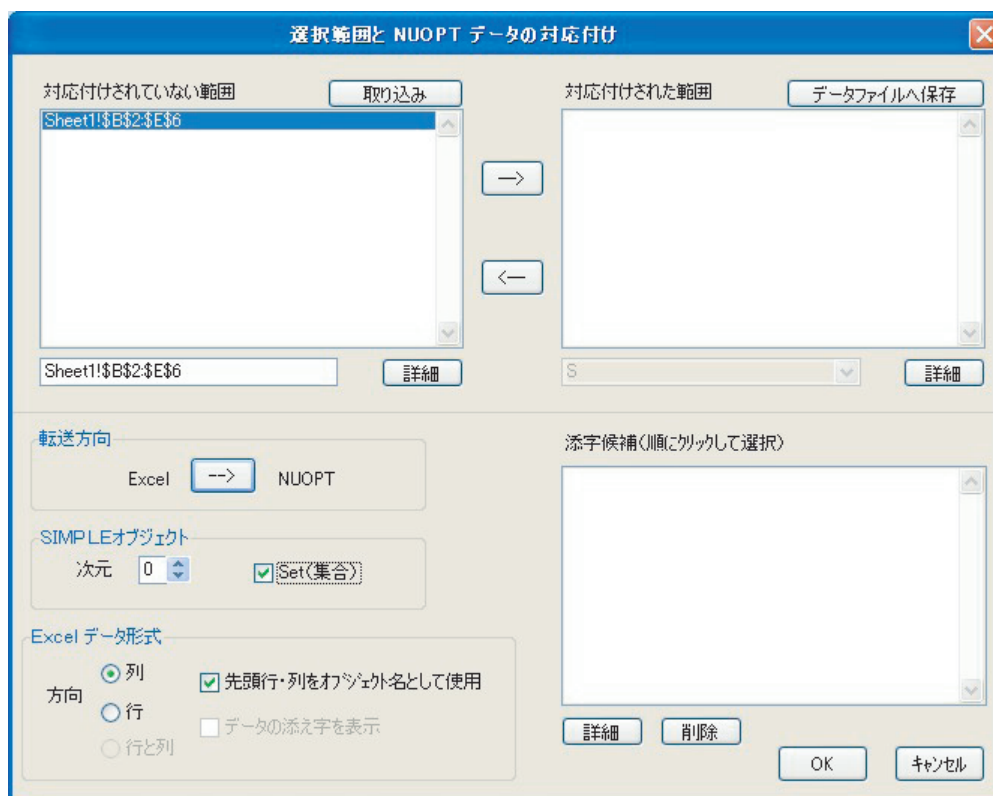 選択範囲と NUOPT データの対応付け
対応付けされていない範囲
取り込み
対応付けされた範囲
データファイルへ保存
Sheet1!$B$2:$E$6
-->
<--
Sheet1!$B$2:$E$6
詳細
S
詳細
転送方向
Excel --> NUOPT
添字候補(順にクリックして選択)
SIMPLEオブジェクト
次元 0 Set(集合)
Excel データ形式
方向
列
行
行と列
先頭行・列をオブジェクト名として使用
データの添え字を表示
詳細
削除
OK
キャンセル